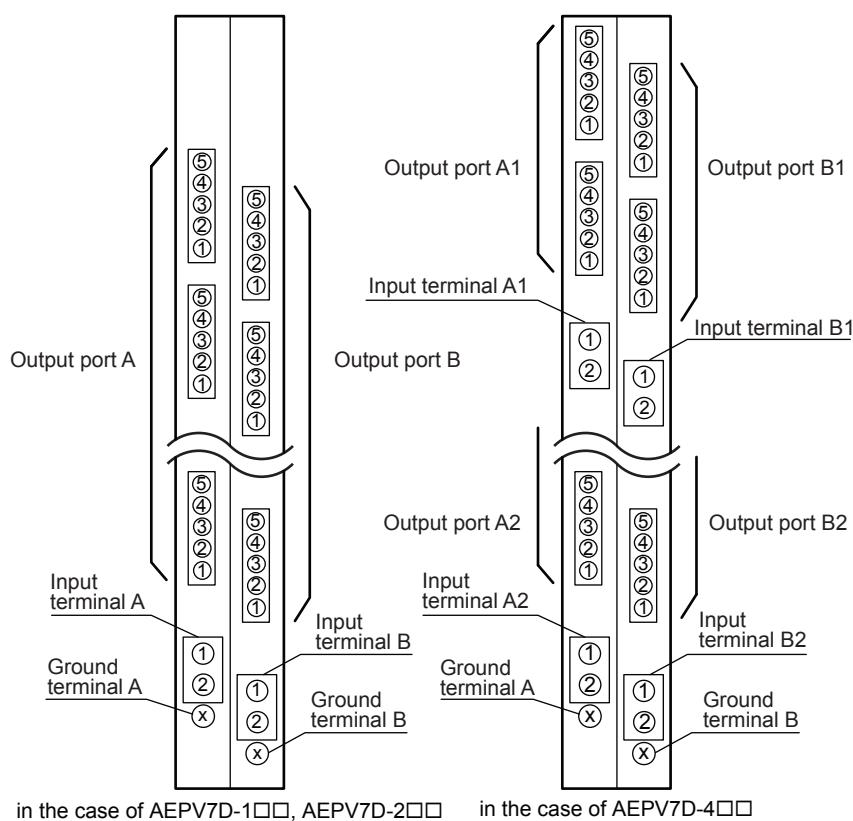 ⑤
④
③
②
①
⑤
④
③
②
①
⑤
④
③
②
①
①
②
x
⑤
④
③
②
①
⑤
④
③
②
①
⑤
④
③
②
①
①
②
x
Output port A
Output port B
Input
terminal A
Ground
terminal A
Input
terminal B
Ground
terminal B
in the case of AEPV7D-1□□, AEPV7D-2□□
⑤
④
③
②
①
⑤
④
③
②
①
①
②
⑤
④
③
②
①
①
②
x
⑤
④
③
②
①
⑤
④
③
②
①
①
②
⑤
④
③
②
①
①
②
x
Output port A1
Output port B1
Input terminal A1
Input terminal B1
Output port A2
Output port B2
Input
terminal A2
Ground
terminal A
Input
terminal B2
Ground
terminal B
in the case of AEPV7D-4□□